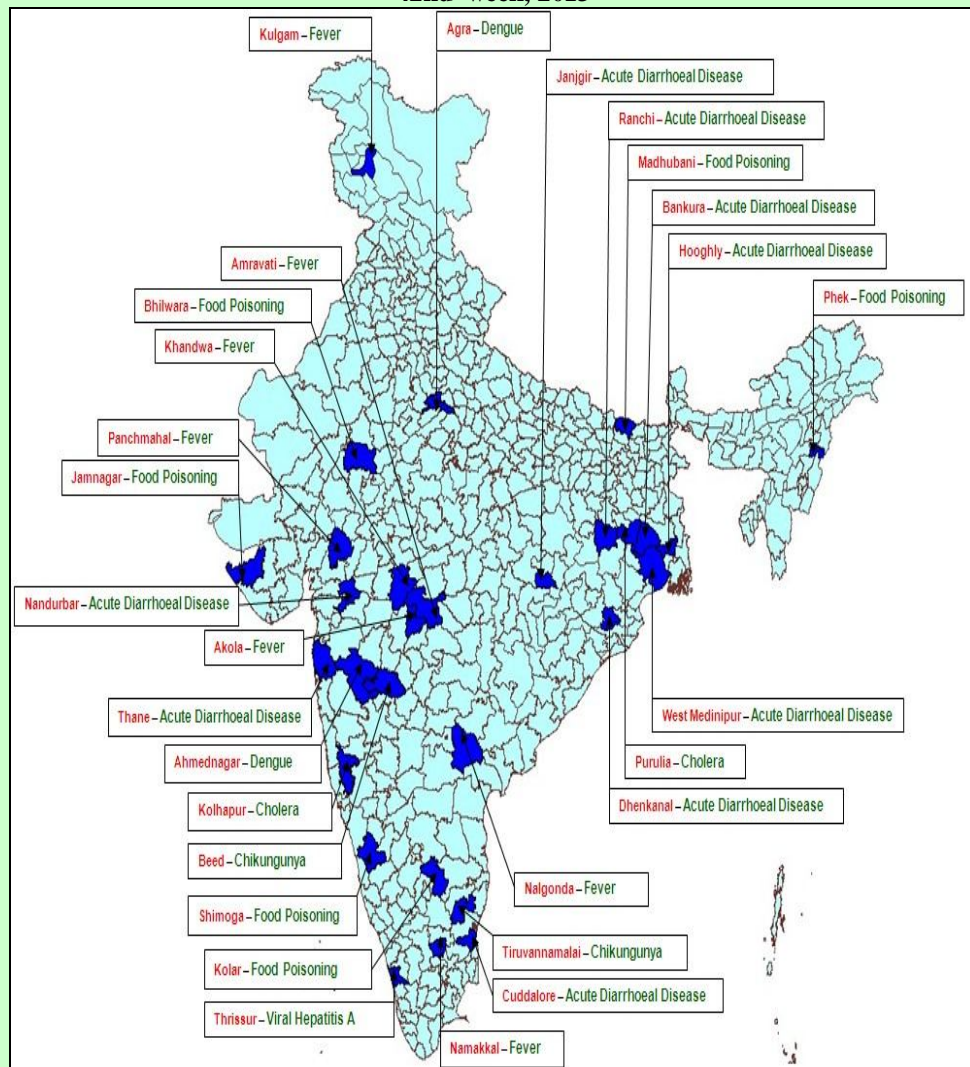 Kulgam – Fever
Agra – Dengue
Janjgir – Acute Diarrhoeal Disease
Ranchi – Acute Diarrhoeal Disease
Madhubani – Food Poisoning
Bankura – Acute Diarrhoeal Disease
Hooghly – Acute Diarrhoeal Disease
Phek – Food Poisoning
Amravati – Fever
Bhilwara – Food Poisoning
Khandwa – Fever
Panchmahal – Fever
Jamnagar – Food Poisoning
Nandurbar – Acute Diarrhoeal Disease
Akola – Fever
Thane – Acute Diarrhoeal Disease
Ahmednagar – Dengue
Kolhapur – Cholera
Beed – Chikungunya
Shimoga – Food Poisoning
Kolar – Food Poisoning
Thrissur – Viral Hepatitis A
West Medinipur – Acute Diarrhoeal Disease
Purulia – Cholera
Dhenkanal – Acute Diarrhoeal Disease
Nalgonda – Fever
Tiruvannamalai – Chikungunya
Cuddalore – Acute Diarrhoeal Disease
Namakkal – Fever